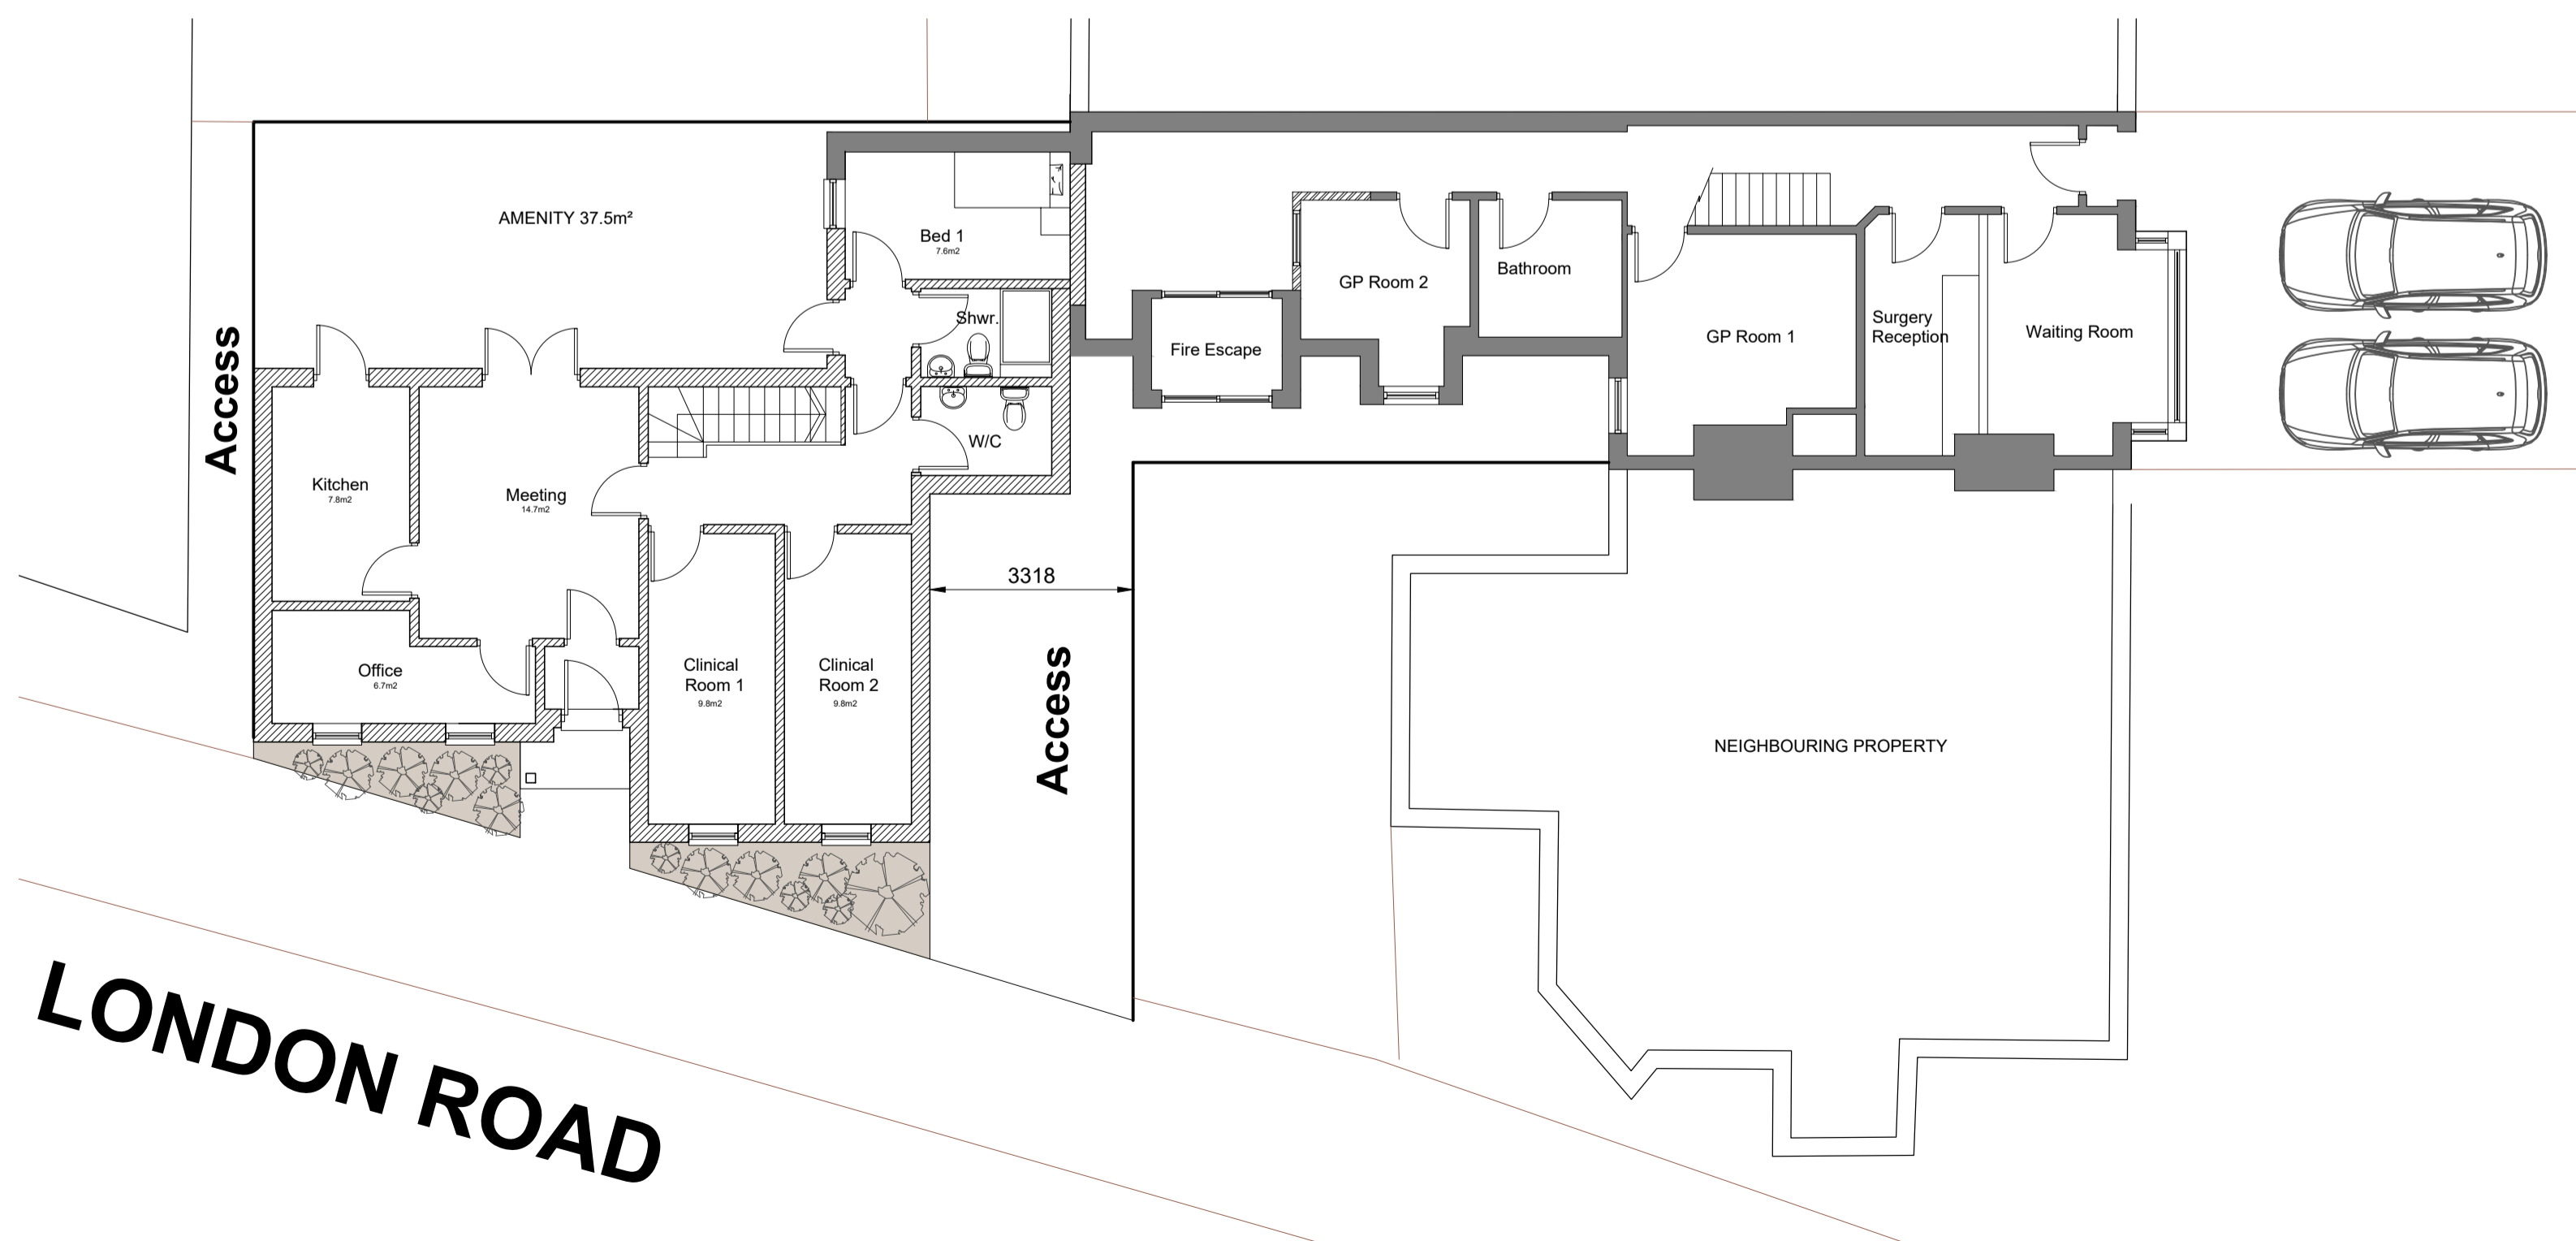 AMENITY 37.5m²
Bed 1
7.6m2
Shwr.
W/C
Access
Kitchen
7.8m2
Meeting
14.7m2
Office
6.7m2
Clinical
Room 1
9.8m2
Clinical
Room 2
9.8m2
3318
Access
Fire Escape
GP Room 2
Bathroom
GP Room 1
Surgery
Reception
Waiting Room
NEIGHBOURING PROPERTY
LONDON ROAD